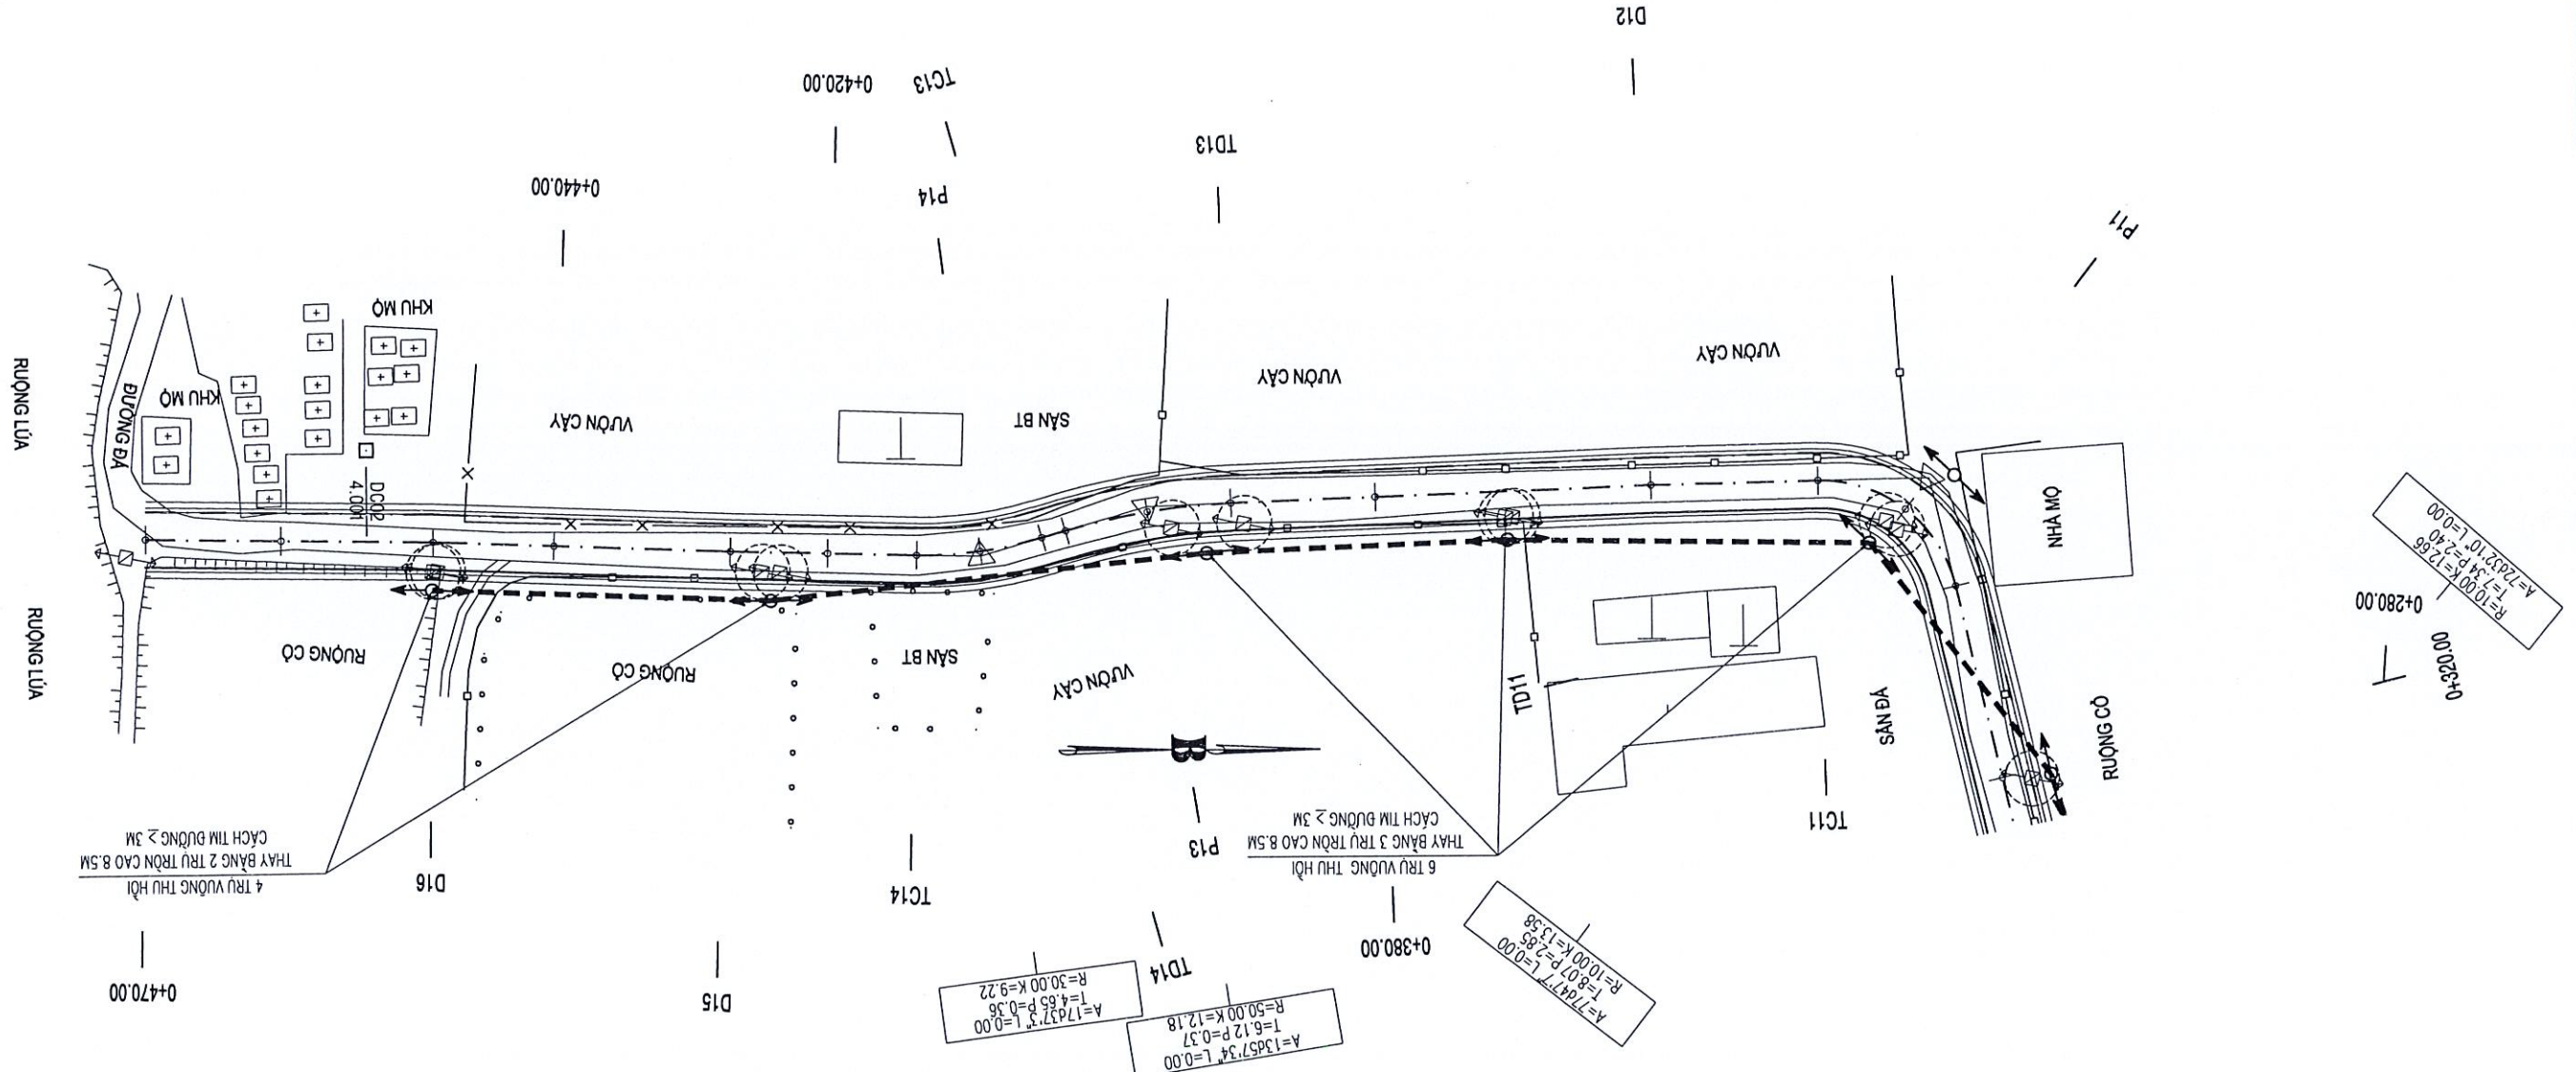 A=13d57'34" L=0.00
T=6.12 P=0.37
R=50.00 K=12.18
A=17d37'3" L=0.00
T=4.65 P=0.36
R=30.00 K=9.22
A=77d47'7" L=0.00
T=8.07 P=2.85
R=10.00 K=13.58
0+470.00
D15
TD14
0+380.00
D16
TC14
P13
TC11
4 TRỤ VUÔNG THU HỒI
THAY BẰNG 2 TRỤ TRÒN CAO 8.5M
CÁCH TIM ĐƯỜNG ≥ 3M
6 TRỤ VUÔNG THU HỒI
THAY BẰNG 3 TRỤ TRÒN CAO 8.5M
CÁCH TIM ĐƯỜNG ≥ 3M
B
TD11
SÂN ĐÁ
RUỘNG CỎ
VƯỜN CÂY
SÂN BT
RUỘNG CỎ
RUỘNG CỎ
RUỘNG LÚA
0+320.00
0+280.00
A=72d32'10" L=0.00
T=7.34 P=2.40
R=10.00 K=12.66
NHÀ MỘ
DC02
4.001
SÂN BT
VƯỜN CÂY
VƯỜN CÂY
VƯỜN CÂY
KHU MỘ
KHU MỘ
ĐƯỜNG ĐÁ
RUỘNG LÚA
P11
0+440.00
P14
TD13
TC13
0+420.00
D12